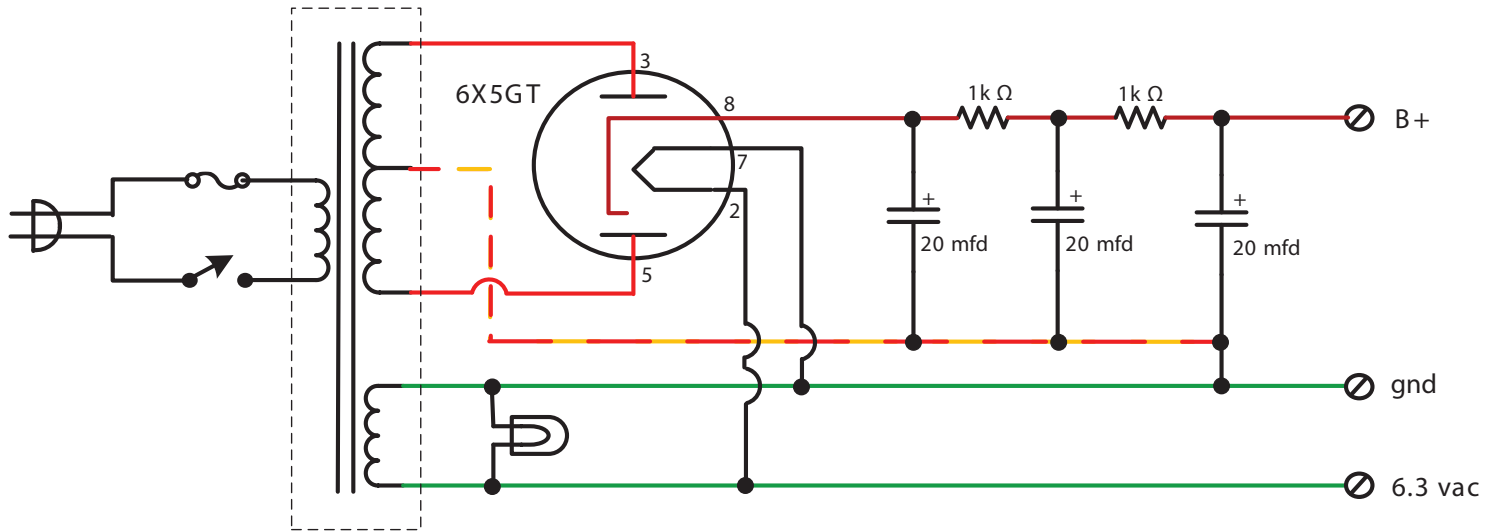 3
6X5GT
8
1k Ω
1k Ω
B+
7
2
+
20 mfd
+
20 mfd
+
20 mfd
5
gnd
6.3 vac